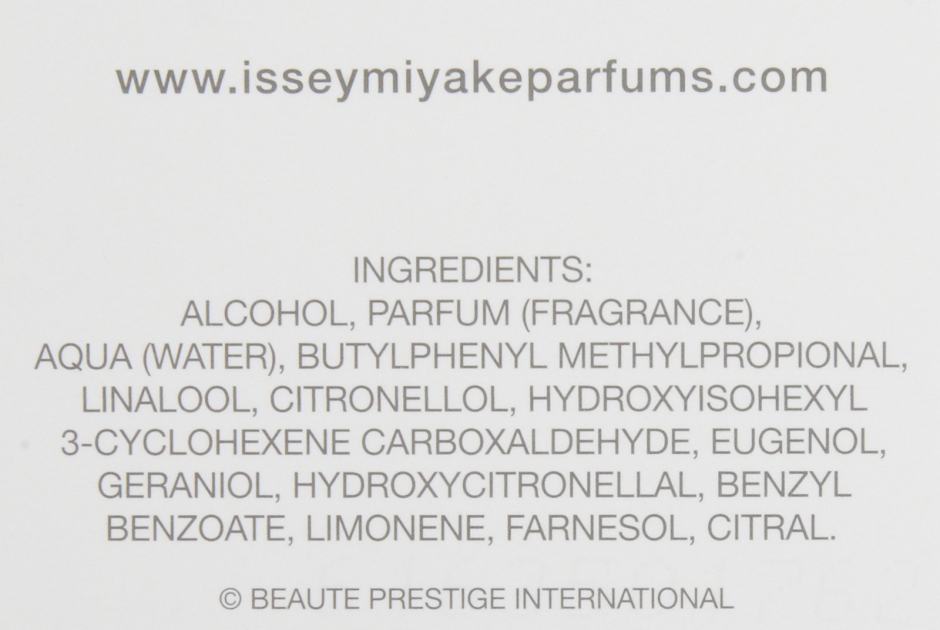 www.isseymiyakeparfums.com
INGREDIENTS:
ALCOHOL, PARFUM (FRAGRANCE),
AQUA (WATER), BUTYLPHENYL METHYLPROPIONAL,
LINALOOL, CITRONELLOL, HYDROXYISOHEXYL
3-CYCLOHEXENE CARBOXALDEHYDE, EUGENOL,
GERANIOL, HYDROXYCITRONELLAL, BENZYL
BENZOATE, LIMONENE, FARNESOL, CITRAL.
© BEAUTE PRESTIGE INTERNATIONAL